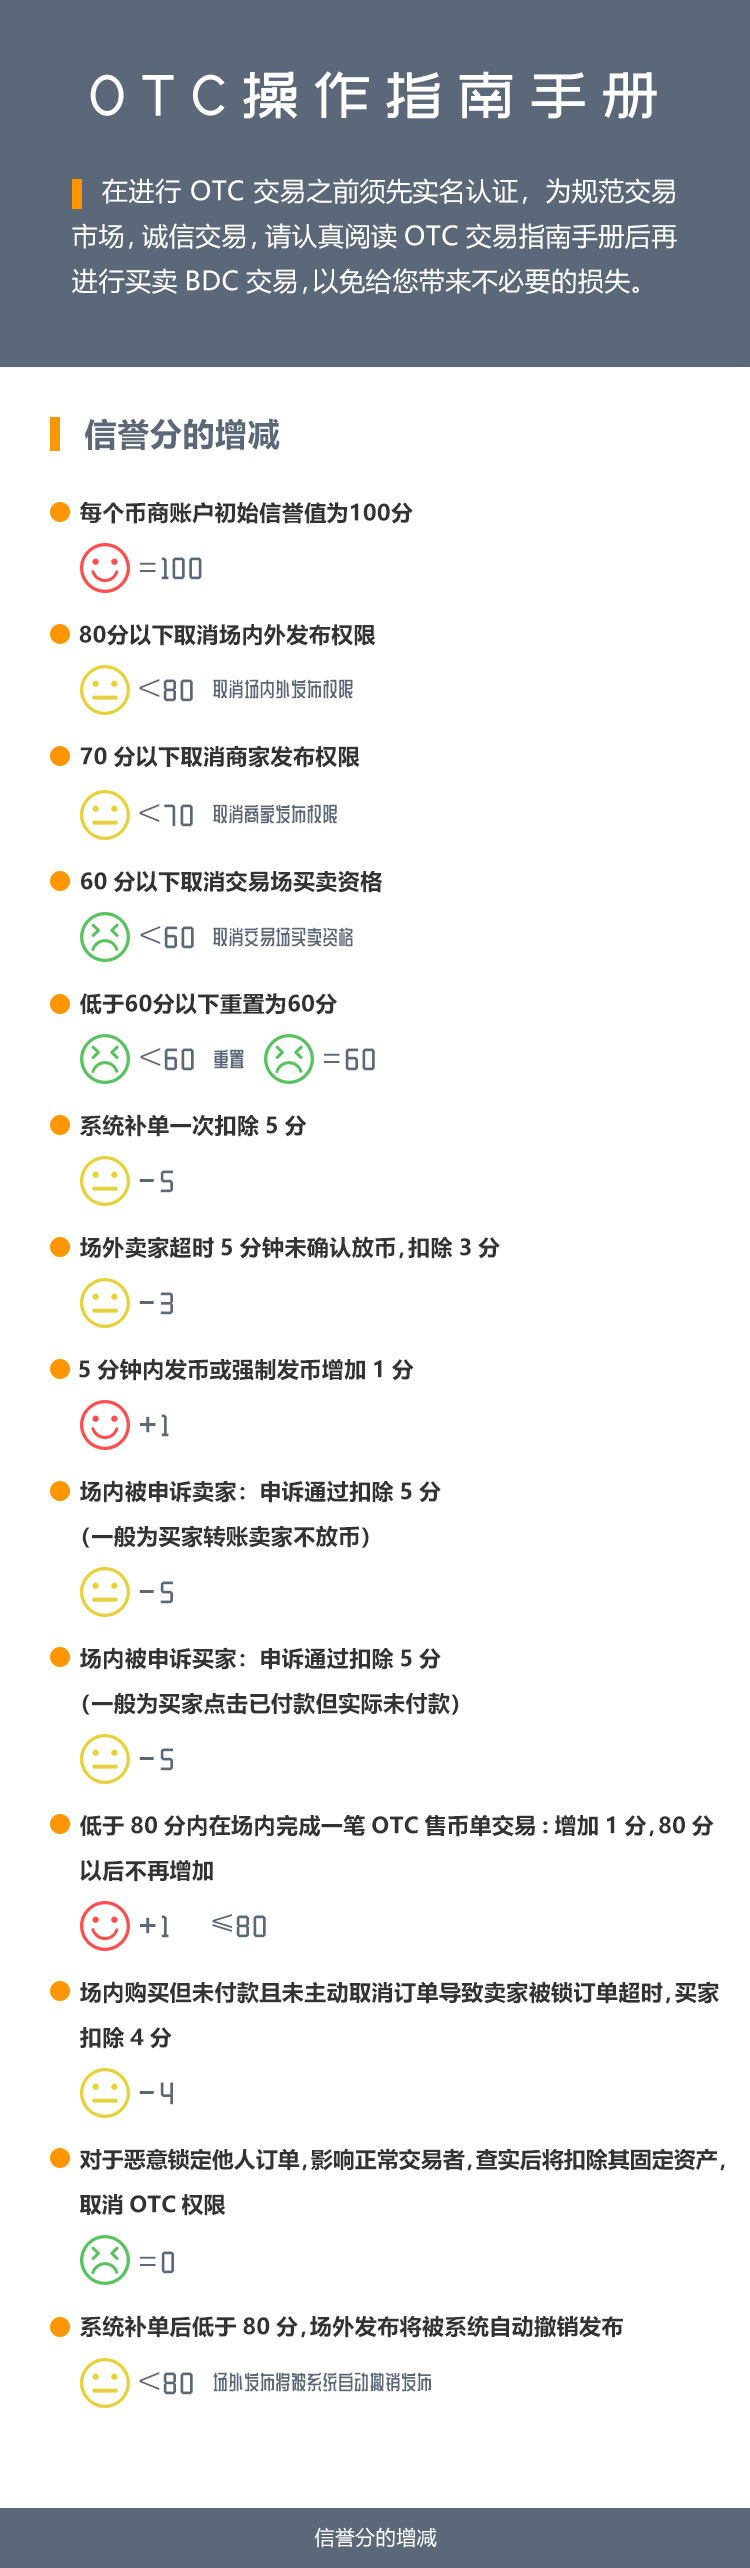 OTC操作指南手册
在进行 OTC 交易之前须先实名认证，为规范交易
市场，诚信交易，请认真阅读 OTC 交易指南手册后再
进行买卖 BDC 交易，以免给您带来不必要的损失。
信誉分的增减
每个币商账户初始信誉值为100分
=100
80分以下取消场内外发布权限
<80 取消场内外发布权限
70 分以下取消商家发布权限
<70 取消商家发布权限
60 分以下取消交易场买卖资格
<60 取消交易场买卖资格
低于60分以下重置为60分
<60 重置 =60
系统补单一次扣除 5 分
-5
场外卖家超时 5 分钟未确认放币，扣除 3 分
-3
5 分钟内发币或强制发币增加 1 分
+1
场内被申诉卖家：申诉通过扣除 5 分
（一般为买家转账卖家不放币）
-5
场内被申诉买家：申诉通过扣除 5 分
（一般为买家点击已付款但实际未付款）
-5
低于 80 分内在场内完成一笔 OTC 售币单交易：增加 1 分，80 分
以后不再增加
+1 ≤80
场内购买但未付款且未主动取消订单导致卖家被锁订单超时，买家
扣除 4 分
-4
对于恶意锁定他人订单，影响正常交易者，查实后将扣除其固定资产，
取消 OTC 权限
=0
系统补单后低于 80 分，场外发布将被系统自动撤销发布
<80 场外发布将被系统自动撤销发布
信誉分的增减